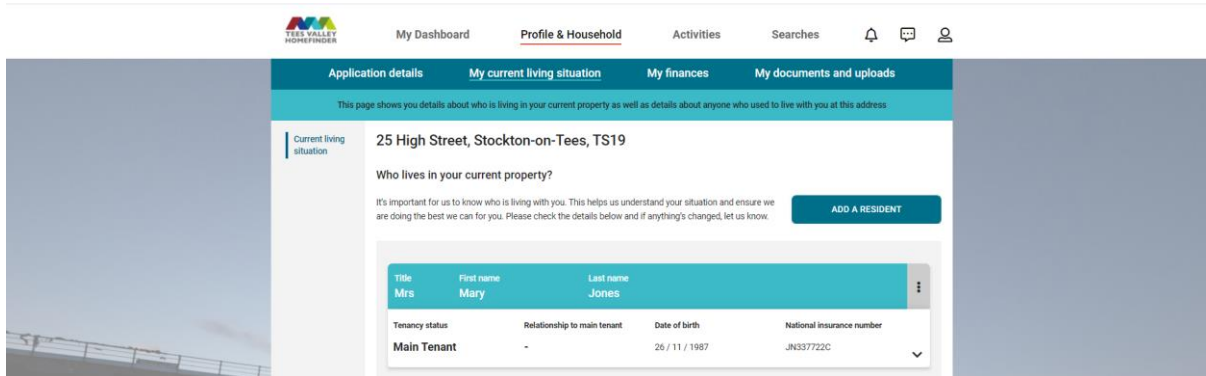 TEES VALLEY
HOMEFINDER
My Dashboard Profile & Household Activities Searches
Application details My current living situation My finances My documents and uploads
This page shows you details about who is living in your current property as well as details about anyone who used to live with you at this address
Current living
situation
25 High Street, Stockton-on-Tees, TS19
Who lives in your current property?
It's important for us to know who is living with you. This helps us understand your situation and ensure we
are doing the best we can for you. Please check the details below and if anything's changed, let us know.
ADD A RESIDENT
Title First name Last name
Mrs Mary Jones
Tenancy status Relationship to main tenant Date of birth National insurance number
Main Tenant - 26 / 11 / 1987 JN337722C